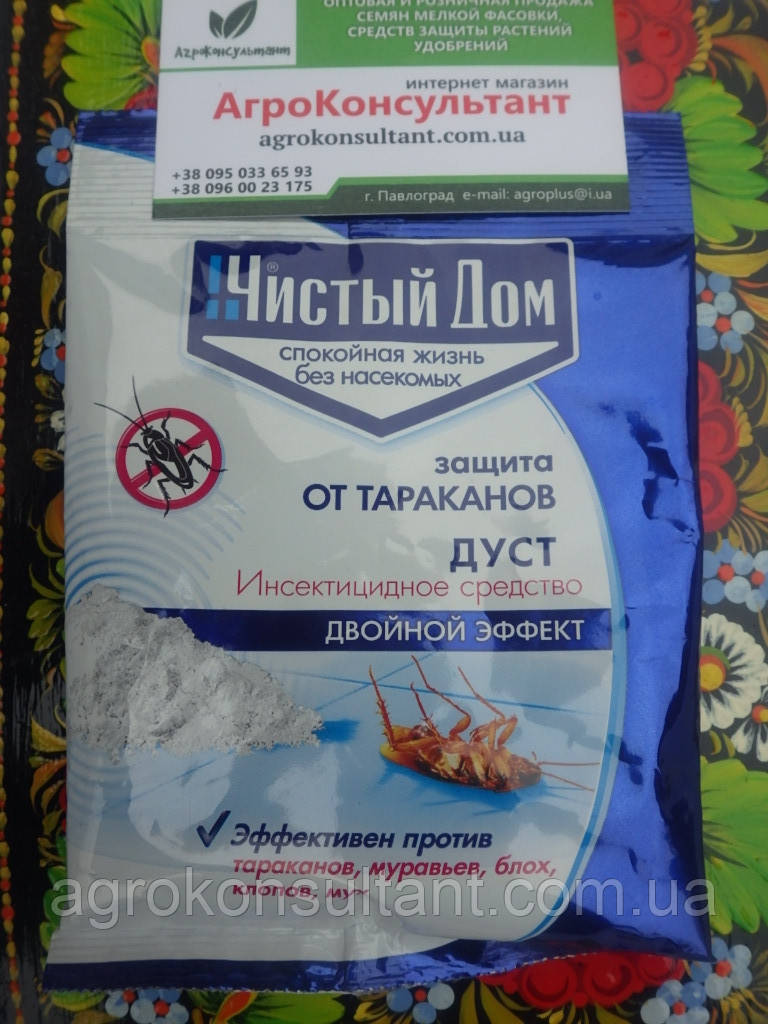 ОПТОВАЯ И РОЗНИЧНАЯ ПРОДАЖА
СЕМЯН МЕЛКОЙ ФАСОВКИ,
СРЕДСТВ ЗАЩИТЫ РАСТЕНИЙ
УДОБРЕНИЙ
АгроКонсультант
интернет магазин
АгроКонсультант
agrokonsultant.com.ua
+38 095 033 65 93
+38 096 00 23 175
г. Павлоград e-mail: agroplus@i.ua
Чистый Дом
®
спокойная жизнь
без насекомых
защита
ОТ ТАРАКАНОВ
ДУСТ
Инсектицидное средство
ДВОЙНОЙ ЭФФЕКТ
Эффективен против
тараканов, муравьев, блох,
клопов, мух
agrokonsultant.com.ua